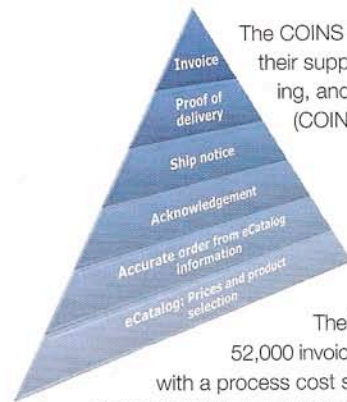 The COINS
their supp
ing, and
(COIN
Invoice
Proof of
delivery
Ship notice
Acknowledgement
Accurate order from eCatalog
Information
eCatalog: Prices and product
selection
The
52,000 invoic
with a process cost s